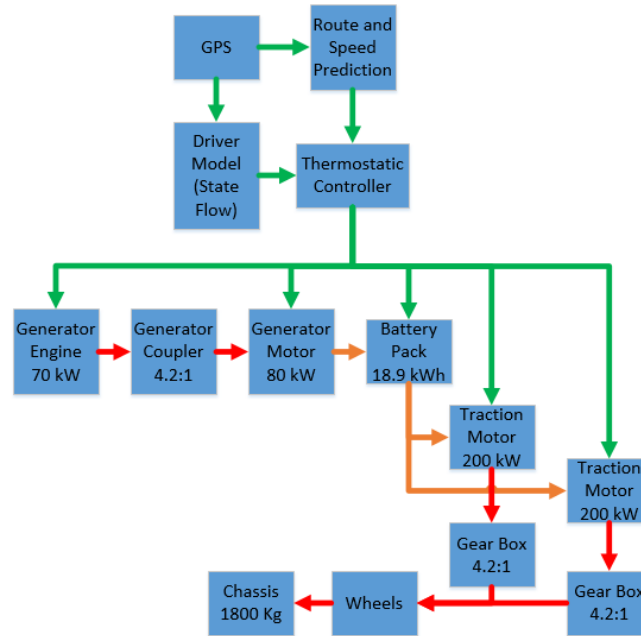 GPS
Route and
Speed
Prediction
Driver
Model
(State
Flow)
Thermostatic
Controller
Generator
Engine
70 kW
Generator
Coupler
4.2:1
Generator
Motor
80 kW
Battery
Pack
18.9 kWh
Traction
Motor
200 kW
Traction
Motor
200 kW
Gear Box
4.2:1
Chassis
1800 Kg
Wheels
Gear Box
4.2:1